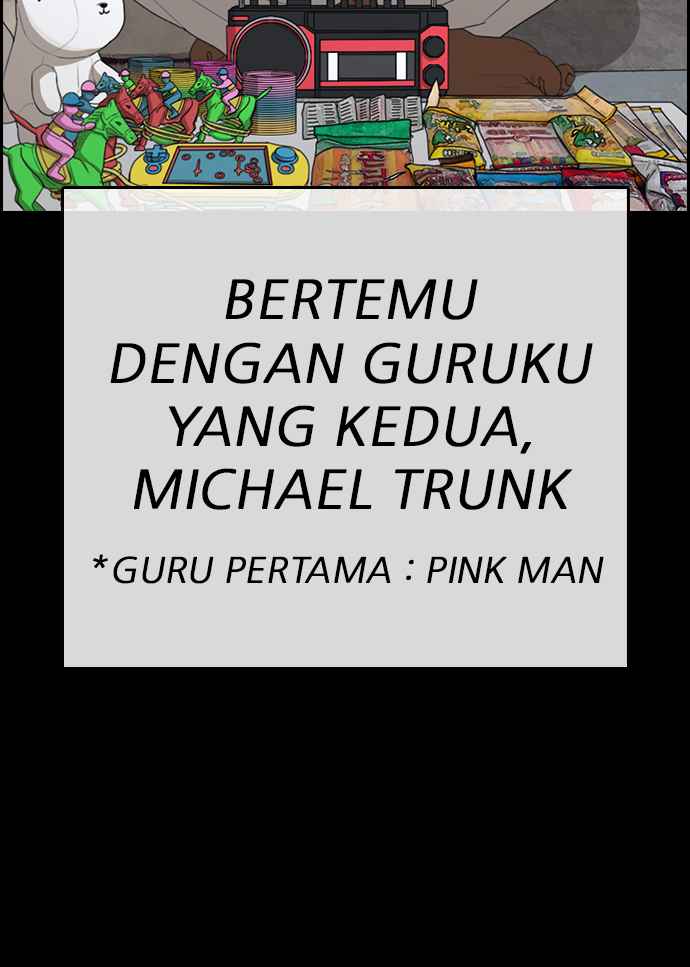 BERTEMU
DENGAN GURUKU
YANG KEDUA,
MICHAEL TRUNK
*GURU PERTAMA : PINK MAN